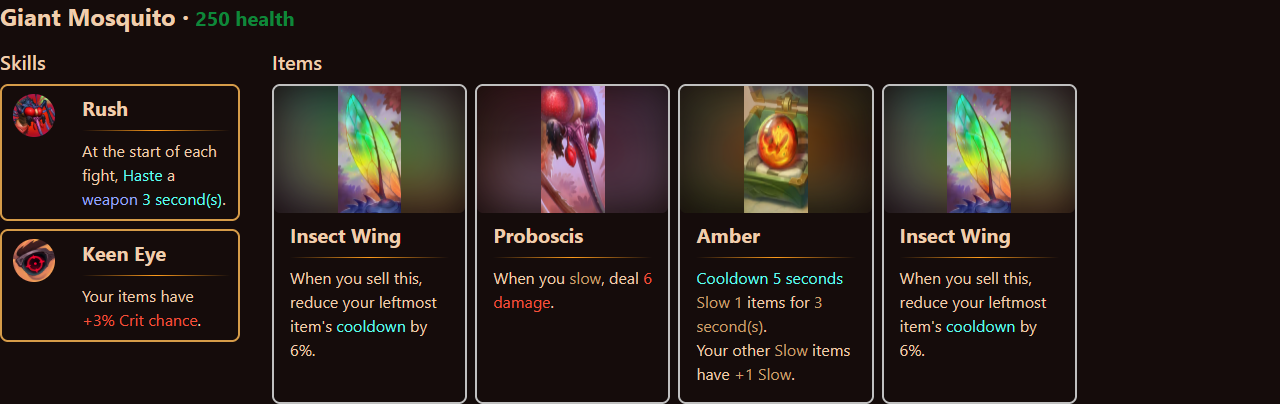 Giant Mosquito · 250 health
Skills
Rush
At the start of each
fight, Haste a
weapon 3 second(s).
Keen Eye
Your items have
+3% Crit chance.
Items
Insect Wing
When you sell this,
reduce your leftmost
item's cooldown by
6%.
Proboscis
When you slow, deal 6
damage.
Amber
Cooldown 5 seconds
Slow 1 items for 3
second(s).
Your other Slow items
have +1 Slow.
Insect Wing
When you sell this,
reduce your leftmost
item's cooldown by
6%.